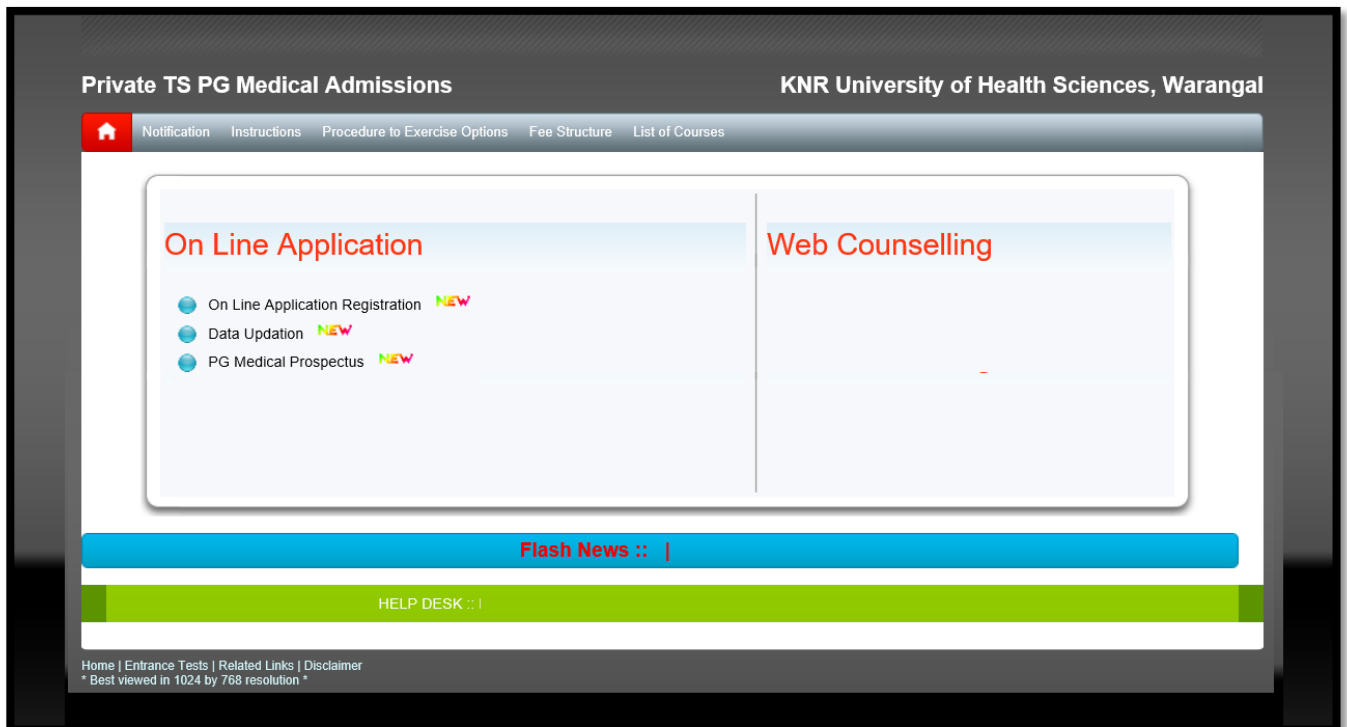 Private TS PG Medical Admissions
KNR University of Health Sciences, Warangal
Notification Instructions Procedure to Exercise Options Fee Structure List of Courses
On Line Application
On Line Application Registration NEW
Data Updation NEW
PG Medical Prospectus NEW
Web Counselling
Flash News :: |
HELP DESK :: |
Home | Entrance Tests | Related Links | Disclaimer
* Best viewed in 1024 by 768 resolution *